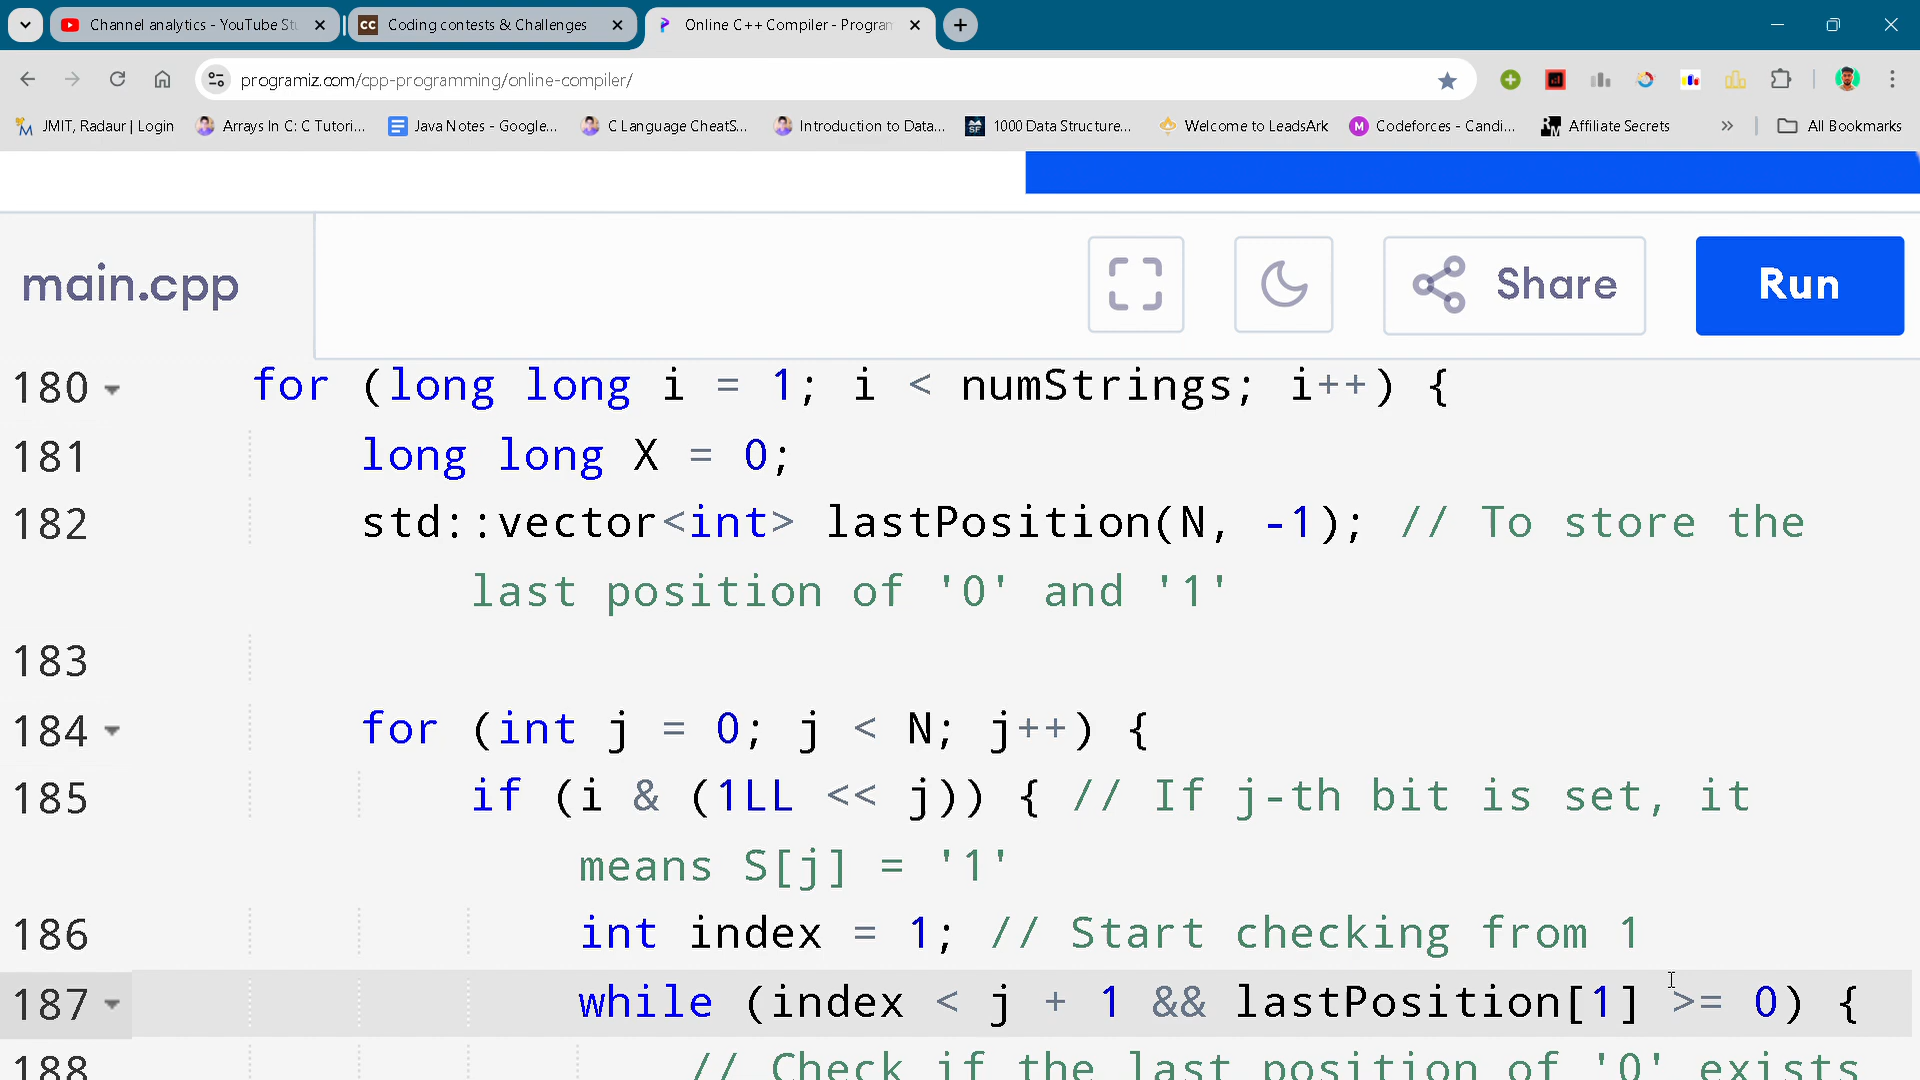 Channel analytics - YouTube Stu
Coding contests & Challenges
Online C++ Compiler - Program
programiz.com/cpp-programming/online-compiler/
JMIT, Radaur | Login
Arrays In C: C Tutori...
Java Notes - Google...
C Language CheatS...
Introduction to Data...
1000 Data Structure...
Welcome to LeadsArk
Codeforces - Candi...
Affiliate Secrets
All Bookmarks
main.cpp
Share
Run
180 for (long long i = 1; i < numStrings; i++) {
181 long long X = 0;
182 std::vector<int> lastPosition(N, -1); // To store the
last position of '0' and '1'
183
184 for (int j = 0; j < N; j++) {
185 if (i & (1LL << j)) { // If j-th bit is set, it
means S[j] = '1'
186 int index = 1; // Start checking from 1
187 while (index < j + 1 && lastPosition[1] >= 0) {
188 // Check if the last position of '0' exists